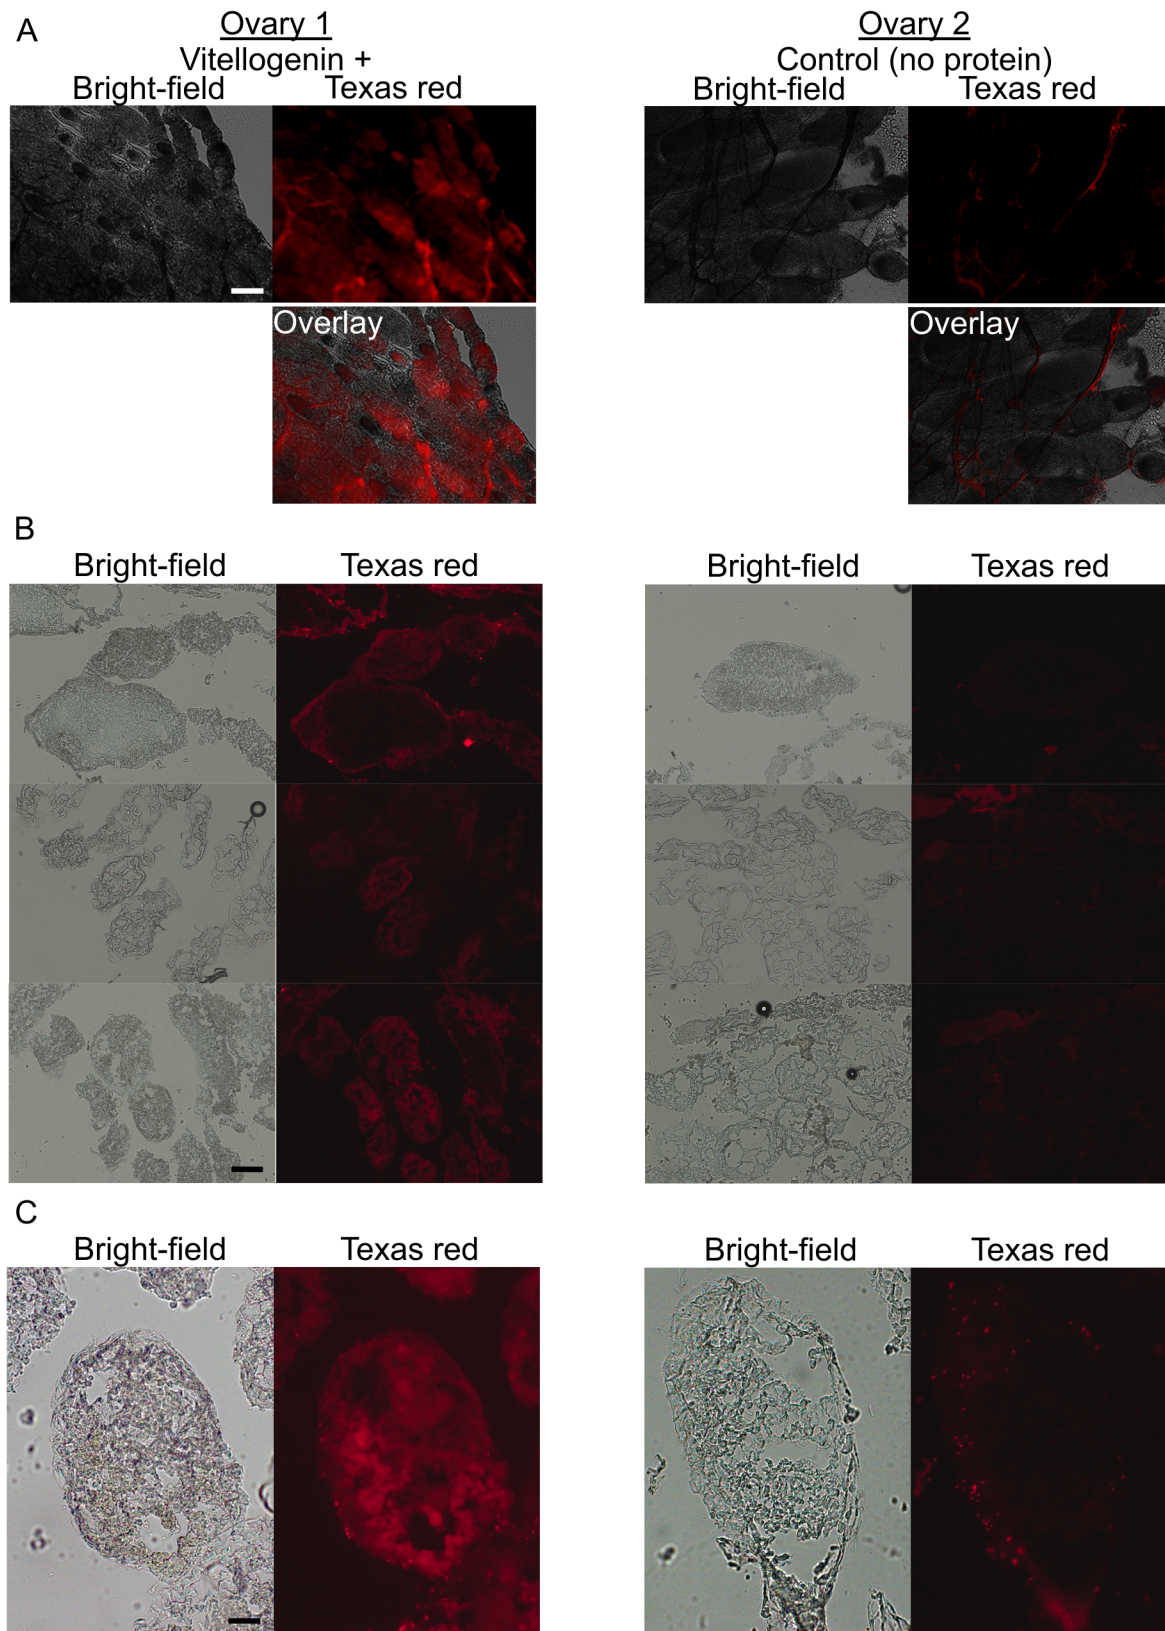 A
Ovary 1
Vitellogenin +
Bright-field Texas red
Overlay
Ovary 2
Control (no protein)
Bright-field Texas red
Overlay
B
Bright-field Texas red
Bright-field Texas red
C
Bright-field Texas red
Bright-field Texas red